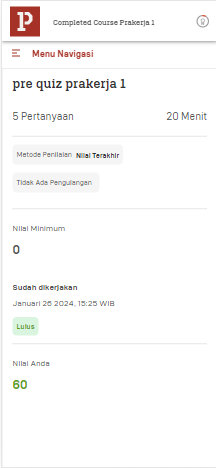 P
Completed Course Prakerja 1
Menu Navigasi
pre quiz prakerja 1
5 Pertanyaan 20 Menit
Metode Penilaian Nilai Terakhir
Tidak Ada Pengulangan
Nilai Minimum
0
Sudah dikerjakan
Januari 26 2024, 15:25 WIB
Lulus
Nilai Anda
60